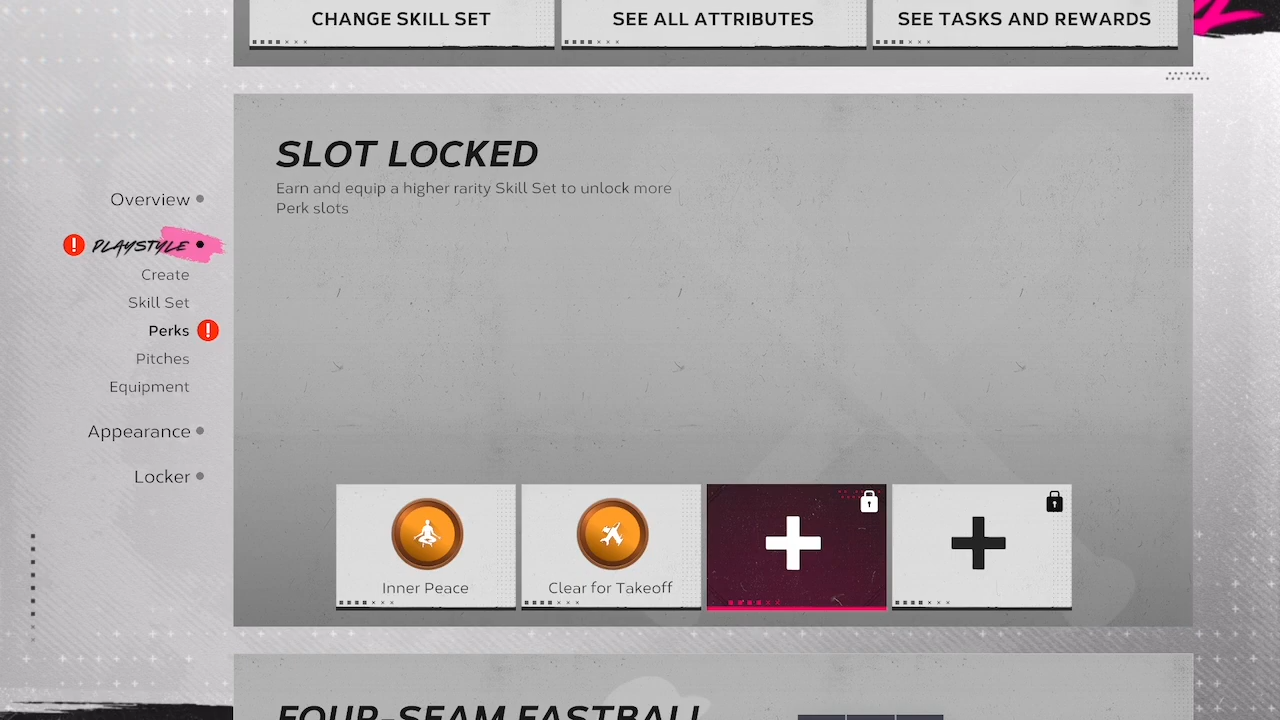 CHANGE SKILL SET
SEE ALL ATTRIBUTES
SEE TASKS AND REWARDS
SLOT LOCKED
Earn and equip a higher rarity Skill Set to unlock more
Perk slots
Overview
PLAYSTYLE
Create
Skill Set
Perks
Pitches
Equipment
Appearance
Locker
Inner Peace
Clear for Takeoff
FOUR-SEAM FASTBALL